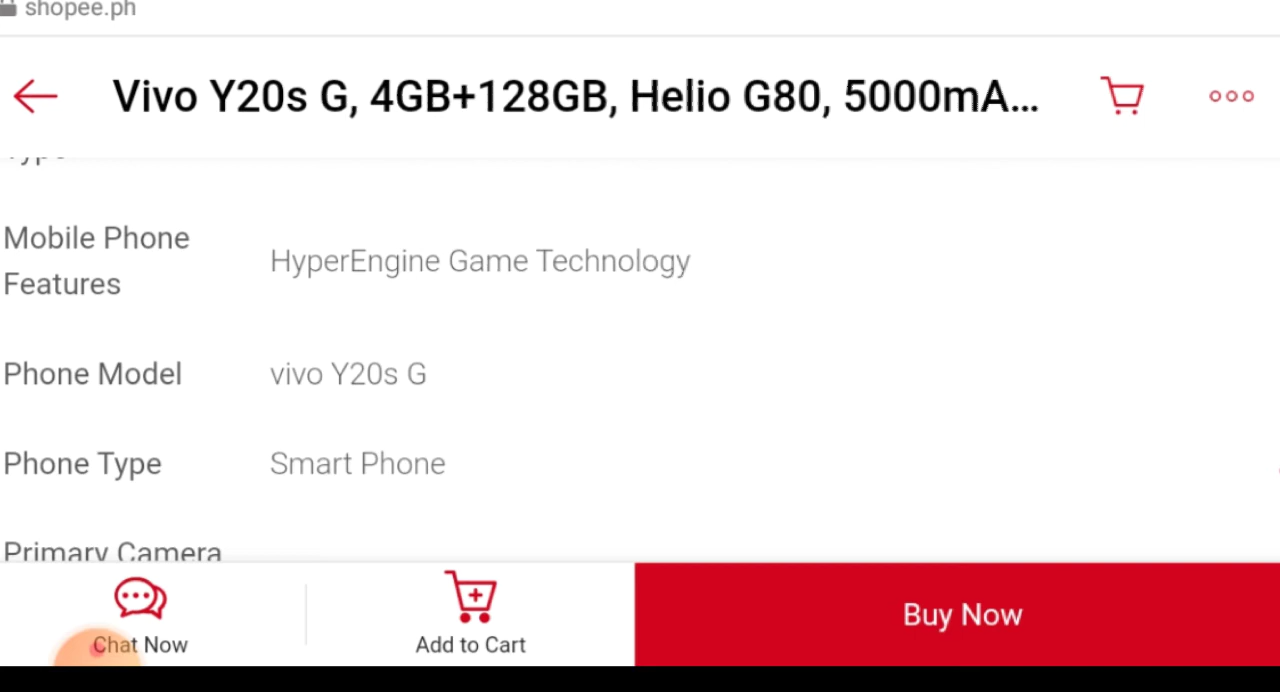 shopee.ph
Vivo Y20s G, 4GB+128GB, Helio G80, 5000mA...
Mobile Phone
Features
HyperEngine Game Technology
Phone Model
vivo Y20s G
Phone Type
Smart Phone
Primary Camera
Chat Now
Add to Cart
Buy Now